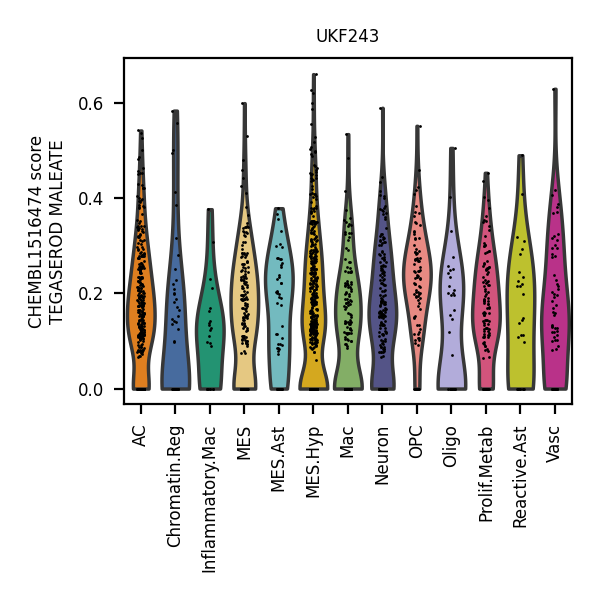 UKF243
CHEMBL1516474 score
TEGASEROD MALEATE
0.6
0.4
0.2
0.0
AC
Chromatin.Reg
Inflammatory.Mac
MES
MES.Ast
MES.Hyp
Mac
Neuron
OPC
Oligo
Prolif.Metab
Reactive.Ast
Vasc